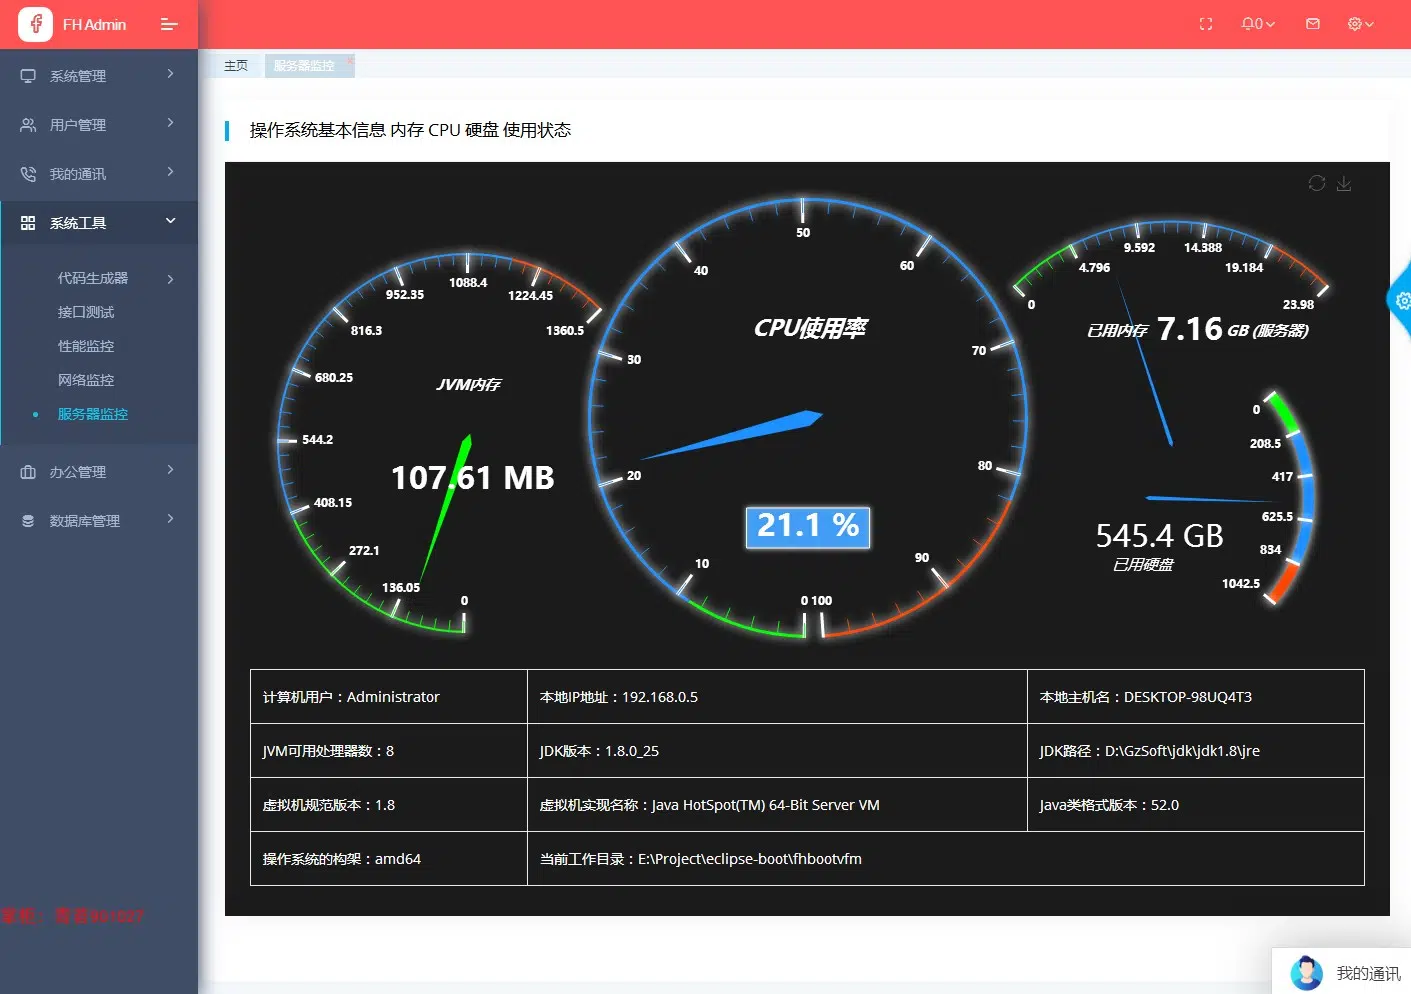 FH Admin
0
系统管理
用户管理
我的通讯
系统工具
代码生成器
接口测试
性能监控
网络监控
服务器监控
办公管理
数据库管理
主页
服务器监控
操作系统基本信息 内存 CPU 硬盘 使用状态
JVM内存
107.61 MB
0
136.05
272.1
408.15
544.2
680.25
816.3
952.35
1088.4
1224.45
1360.5
CPU使用率
21.1 %
0
10
20
30
40
50
60
70
80
90
100
0
4.796
9.592
14.388
19.184
23.98
已用内存 7.16 GB (服务器)
0
208.5
417
625.5
834
1042.5
545.4 GB
已用硬盘
计算机用户：Administrator
本地IP地址：192.168.0.5
本地主机名：DESKTOP-98UQ4T3
JVM可用处理器数：8
JDK版本：1.8.0_25
JDK路径：D:\GzSoft\jdk\jdk1.8\jre
虚拟机规范版本：1.8
虚拟机实现名称：Java HotSpot(TM) 64-Bit Server VM
Java类格式版本：52.0
操作系统的构架：amd64
当前工作目录：E:\Project\eclipse-boot\fhbootvfm
我的通讯